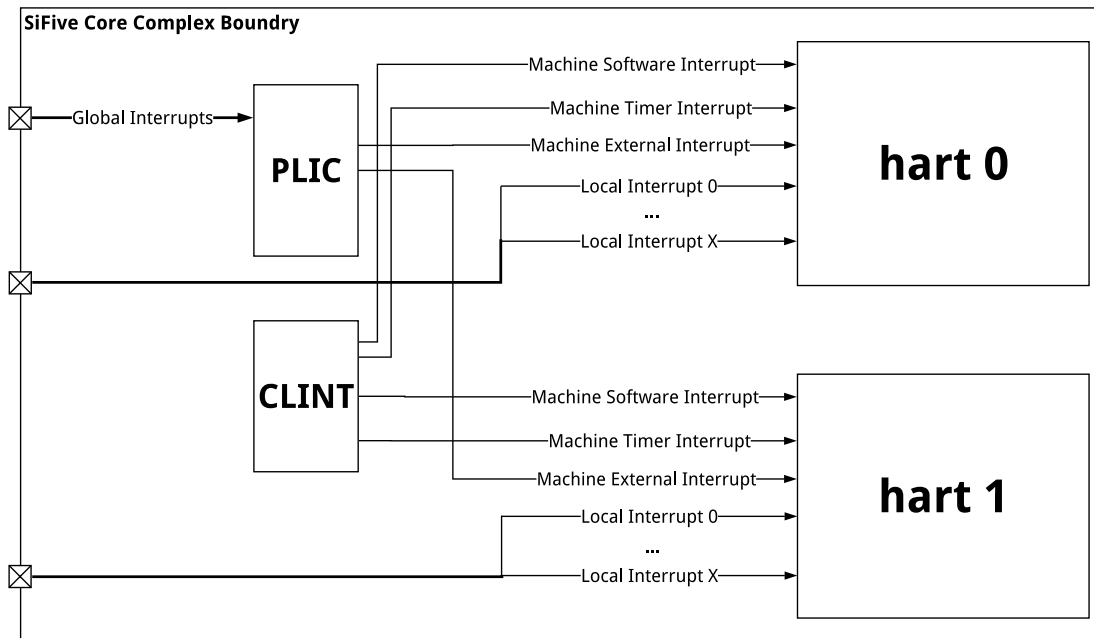 SiFive Core Complex Boundry
Machine Software Interrupt
Global Interrupts
Machine Timer Interrupt
PLIC
Machine External Interrupt
hart 0
Local Interrupt 0
...
Local Interrupt X
CLINT
Machine Software Interrupt
Machine Timer Interrupt
Machine External Interrupt
hart 1
Local Interrupt 0
...
Local Interrupt X